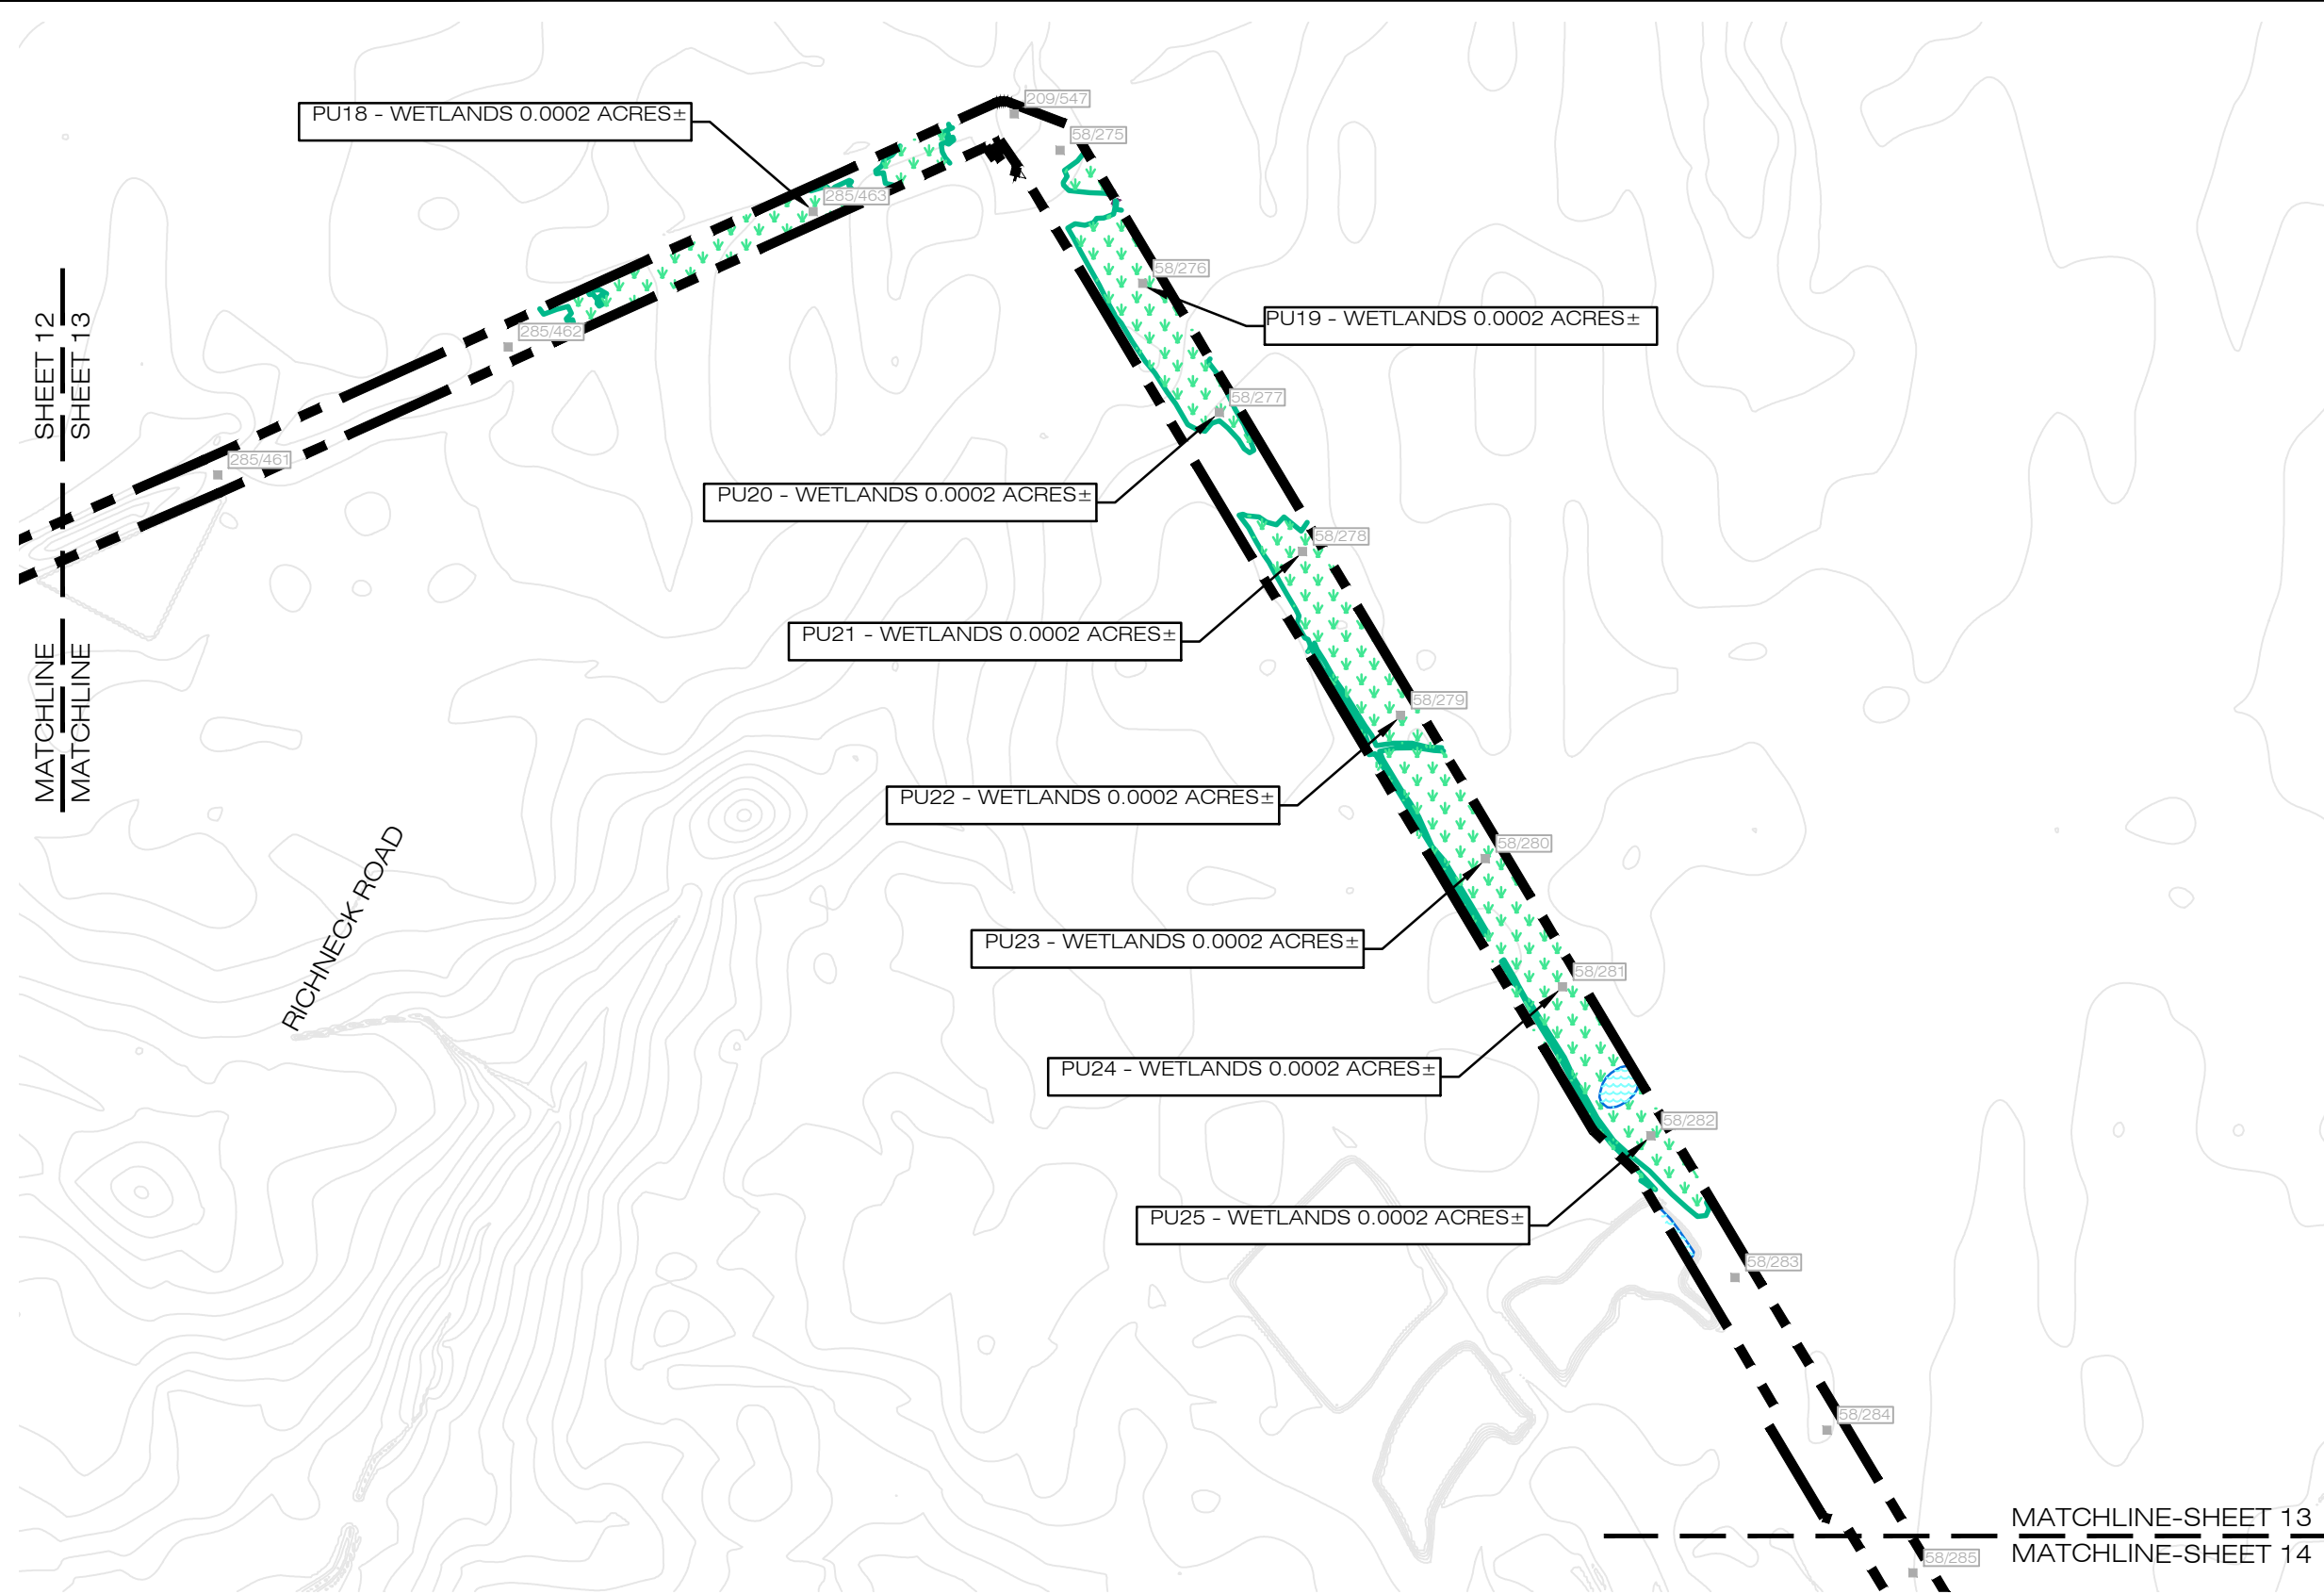 209/547
PU18 - WETLANDS 0.0002 ACRES±
58/275
285/463
58/276
PU19 - WETLANDS 0.0002 ACRES±
285/462
SHEET 12
SHEET 13
58/277
285/461
PU20 - WETLANDS 0.0002 ACRES±
58/278
PU21 - WETLANDS 0.0002 ACRES±
MATCHLINE
MATCHLINE
58/279
PU22 - WETLANDS 0.0002 ACRES±
58/280
RICHNECK ROAD
PU23 - WETLANDS 0.0002 ACRES±
58/281
PU24 - WETLANDS 0.0002 ACRES±
58/282
PU25 - WETLANDS 0.0002 ACRES±
58/283
58/284
MATCHLINE-SHEET 13
MATCHLINE-SHEET 14
58/285